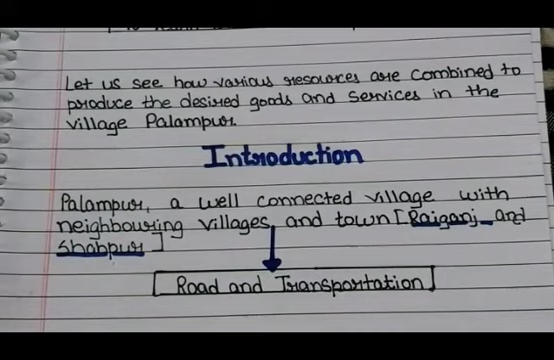 Let us see how various resources are combined to
produce the desired goods and services in the
village Palampur.
Introduction
Palampur, a well connected village with
neighbouring villages and town [Raiganj and
Shahpur]
[Road and Transportation]